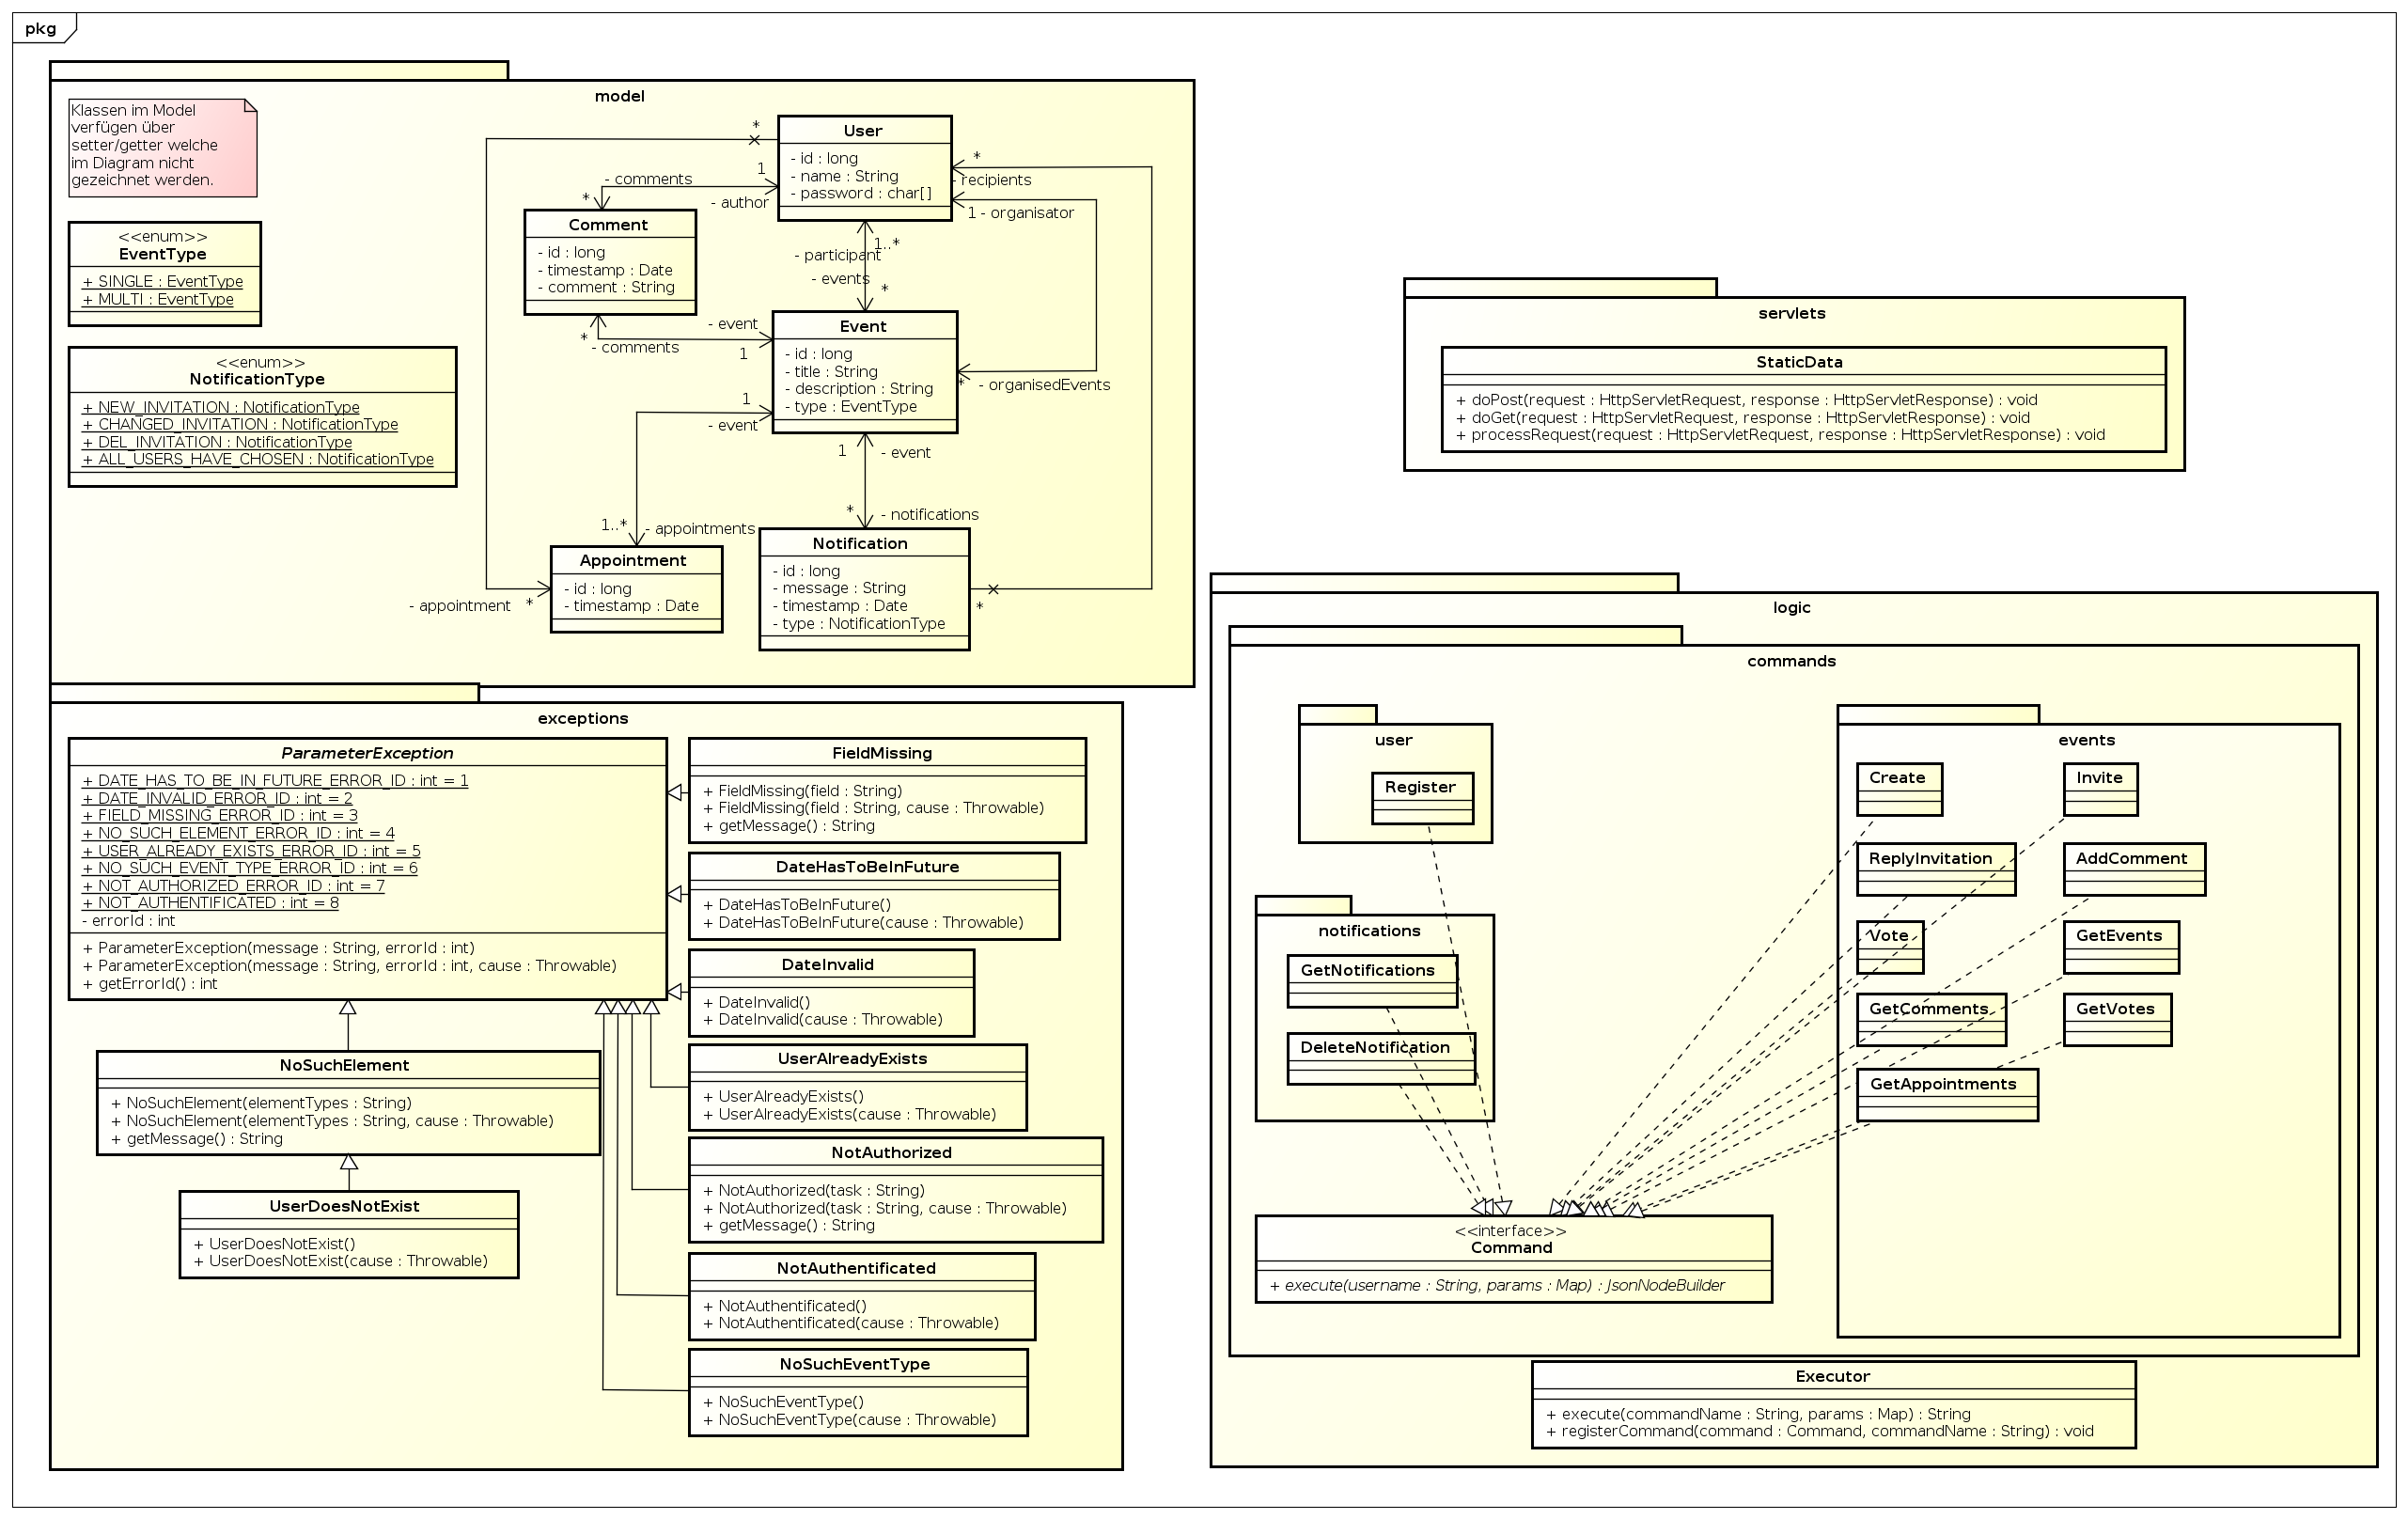 pkg
model
Klassen im Model
verfügen über
setter/getter welche
im Diagram nicht
gezeichnet werden.
<<enum>>
EventType
+ SINGLE : EventType
+ MULTI : EventType
<<enum>>
NotificationType
+ NEW_INVITATION : NotificationType
+ CHANGED_INVITATION : NotificationType
+ DEL_INVITATION : NotificationType
+ ALL_USERS_HAVE_CHOSEN : NotificationType
User
- id : long
- name : String
- password : char[]
*
1
- comments
*
- author
*
- recipients
1 - organisator
1..*
- participant
- events
*
Comment
- id : long
- timestamp : Date
- comment : String
- event
1
*
- comments
Event
- id : long
- title : String
- description : String
- type : EventType
*
- organisedEvents
1
- event
1
- event
1..*
- appointments
*
- notifications
Appointment
- id : long
- timestamp : Date
- appointment *
Notification
- id : long
- message : String
- timestamp : Date
- type : NotificationType
*
exceptions
ParameterException
+ DATE_HAS_TO_BE_IN_FUTURE_ERROR_ID : int = 1
+ DATE_INVALID_ERROR_ID : int = 2
+ FIELD_MISSING_ERROR_ID : int = 3
+ NO_SUCH_ELEMENT_ERROR_ID : int = 4
+ USER_ALREADY_EXISTS_ERROR_ID : int = 5
+ NO_SUCH_EVENT_TYPE_ERROR_ID : int = 6
+ NOT_AUTHORIZED_ERROR_ID : int = 7
+ NOT_AUTHENTIFICATED : int = 8
- errorId : int
+ ParameterException(message : String, errorId : int)
+ ParameterException(message : String, errorId : int, cause : Throwable)
+ getErrorId() : int
NoSuchElement
+ NoSuchElement(elementTypes : String)
+ NoSuchElement(elementTypes : String, cause : Throwable)
+ getMessage() : String
UserDoesNotExist
+ UserDoesNotExist()
+ UserDoesNotExist(cause : Throwable)
FieldMissing
+ FieldMissing(field : String)
+ FieldMissing(field : String, cause : Throwable)
+ getMessage() : String
DateHasToBeInFuture
+ DateHasToBeInFuture()
+ DateHasToBeInFuture(cause : Throwable)
DateInvalid
+ DateInvalid()
+ DateInvalid(cause : Throwable)
UserAlreadyExists
+ UserAlreadyExists()
+ UserAlreadyExists(cause : Throwable)
NotAuthorized
+ NotAuthorized(task : String)
+ NotAuthorized(task : String, cause : Throwable)
+ getMessage() : String
NotAuthentificated
+ NotAuthentificated()
+ NotAuthentificated(cause : Throwable)
NoSuchEventType
+ NoSuchEventType()
+ NoSuchEventType(cause : Throwable)
servlets
StaticData
+ doPost(request : HttpServletRequest, response : HttpServletResponse) : void
+ doGet(request : HttpServletRequest, response : HttpServletResponse) : void
+ processRequest(request : HttpServletRequest, response : HttpServletResponse) : void
logic
commands
user
Register
notifications
GetNotifications
DeleteNotification
events
Create
Invite
ReplyInvitation
AddComment
Vote
GetEvents
GetComments
GetVotes
GetAppointments
<<interface>>
Command
+ execute(username : String, params : Map) : JsonNodeBuilder
Executor
+ execute(commandName : String, params : Map) : String
+ registerCommand(command : Command, commandName : String) : void